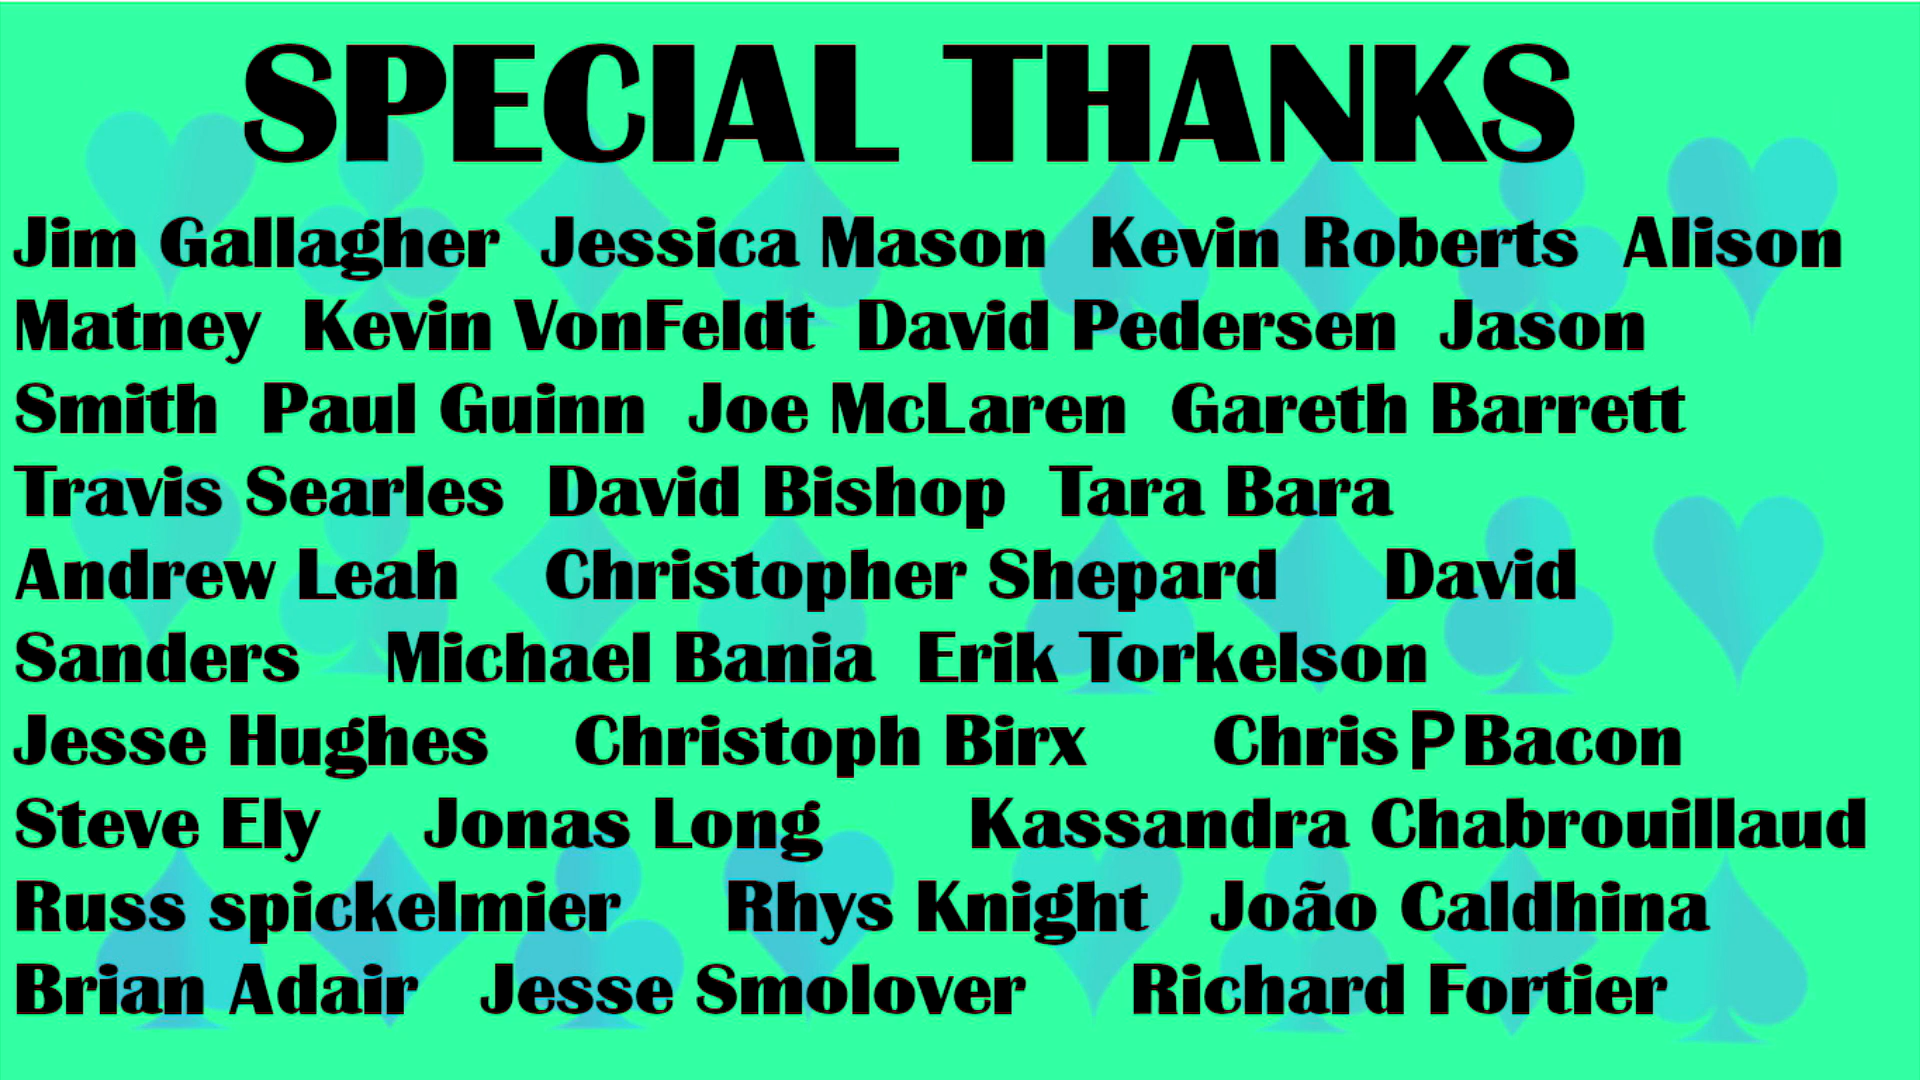 SPECIAL THANKS
Jim Gallagher Jessica Mason Kevin Roberts Alison
Matney Kevin VonFeldt David Pedersen Jason
Smith Paul Guinn Joe McLaren Gareth Barrett
Travis Searles David Bishop Tara Bara
Andrew Leah Christopher Shepard David
Sanders Michael Bania Erik Torkelson
Jesse Hughes Christoph Birx Chris P Bacon
Steve Ely Jonas Long Kassandra Chabrouillaud
Russ spickelmier Rhys Knight João Caldhina
Brian Adair Jesse Smolover Richard Fortier